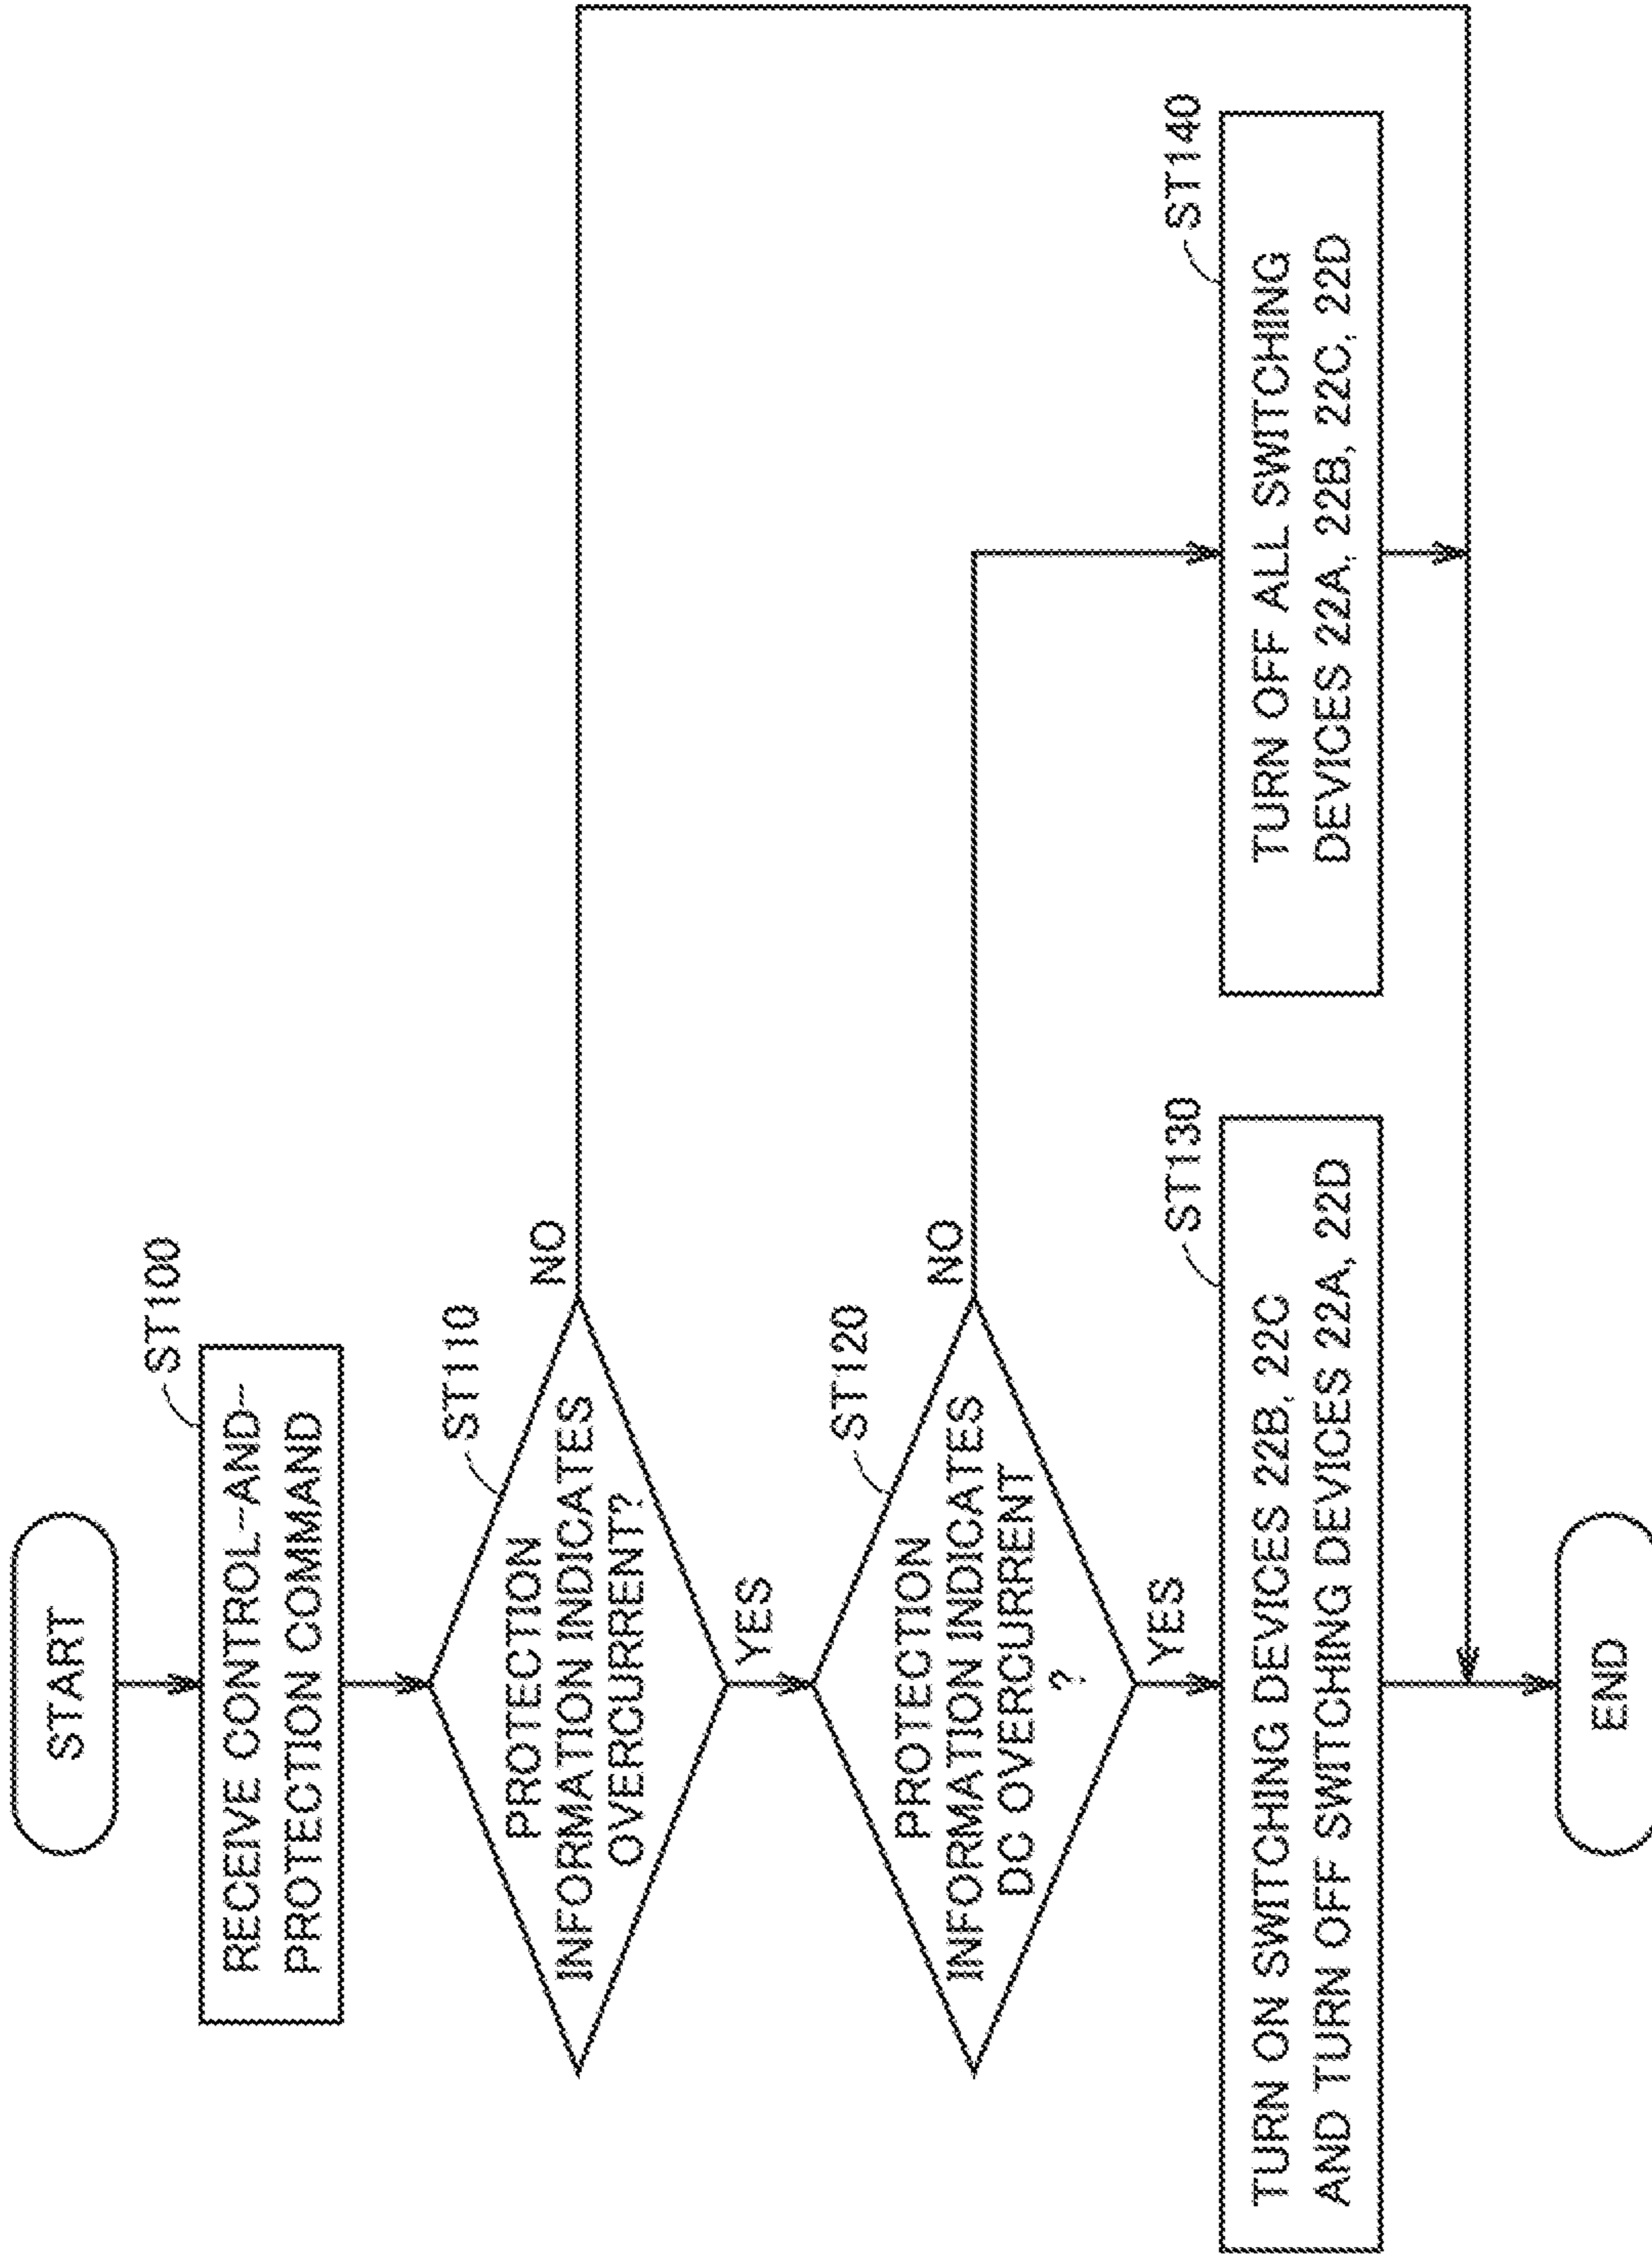 START
ST100
RECEIVE CONTROL-AND-
PROTECTION COMMAND
ST110
PROTECTION
INFORMATION INDICATES
OVERCURRENT?
NO
YES
ST120
PROTECTION
INFORMATION INDICATES
DC OVERCURRENT
?
NO
YES
ST130
TURN ON SWITCHING DEVICES 22B, 22C
AND TURN OFF SWITCHING DEVICES 22A, 22D
ST140
TURN OFF ALL SWITCHING
DEVICES 22A, 22B, 22C, 22D
END